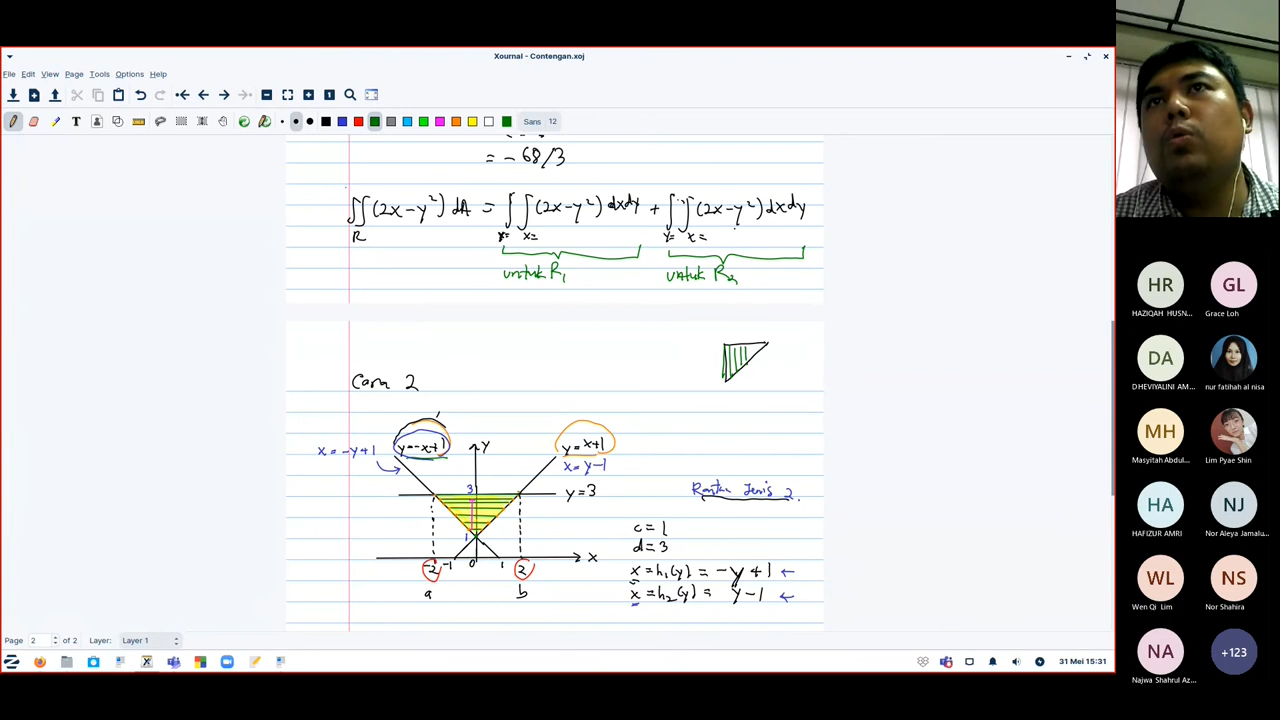 Xournal - Contengan.xoj
File Edit View Page Tools Options Help
Sans 12
= - 68/3
∬ (2x-y²) dA = ∫ ∫ (2x-y²) dxdy + ∫ ∫ (2x-y²) dxdy
R y= x= y= x=
untuk R₁ untuk R₂
Cara 2
x = -y+1 y=-x+1 y y=x+1
x = y-1
3 y=3
Rantau Jenis 2.
1
c = 1
d = 3
-2 -1 0 1 2 x
x = h₁(y) = -y+1 ←
a b
x = h₂(y) = y-1 ←
Page 2 of 2 Layer: Layer 1
31 Mei 15:31
HR GL
HAZIQAH HUSN... Grace Loh
DA
DHEVIYALINI AM... nur fatihah al nisa
MH
Masyitah Abdul... Lim Pyae Shin
HA NJ
HAFIZUR AMRI Nor Aleya Jamalu...
WL NS
Wen Qi Lim Nor Shahira
NA +123
Najwa Shahrul Az...